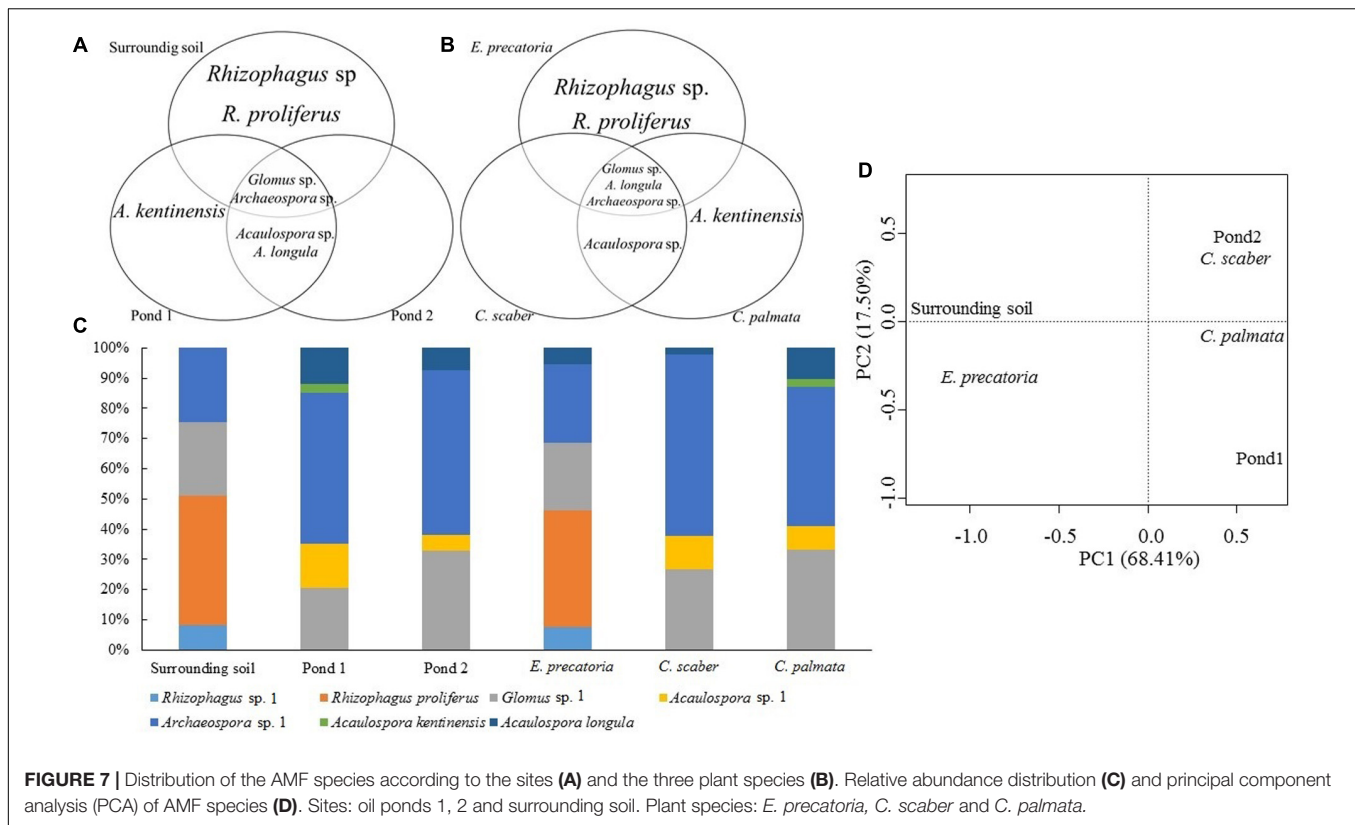 A
Surroundig soil
Rhizophagus sp
R. proliferus
Glomus sp.
Archaeospora sp.
A. kentinensis
Acaulospora sp.
A. longula
Pond 1
Pond 2
B
E. precatoria
Rhizophagus sp.
R. proliferus
Glomus sp.
A. longula
Archaeospora sp.
A. kentinensis
Acaulospora sp.
C. scaber
C. palmata
C
100%
90%
80%
70%
60%
50%
40%
30%
20%
10%
0%
Surrounding soil
Pond 1
Pond 2
E. precatoria
C. scaber
C. palmata
Rhizophagus sp. 1
Rhizophagus proliferus
Glomus sp. 1
Acaulospora sp. 1
Archaeospora sp. 1
Acaulospora kentinensis
Acaulospora longula
D
PC2 (17.50%)
0.5
0.0
-0.5
-1.0
Pond2
C. scaber
Surrounding soil
C. palmata
E. precatoria
Pond1
-1.0
-0.5
0.0
0.5
PC1 (68.41%)
FIGURE 7 | Distribution of the AMF species according to the sites (A) and the three plant species (B). Relative abundance distribution (C) and principal component
analysis (PCA) of AMF species (D). Sites: oil ponds 1, 2 and surrounding soil. Plant species: E. precatoria, C. scaber and C. palmata.